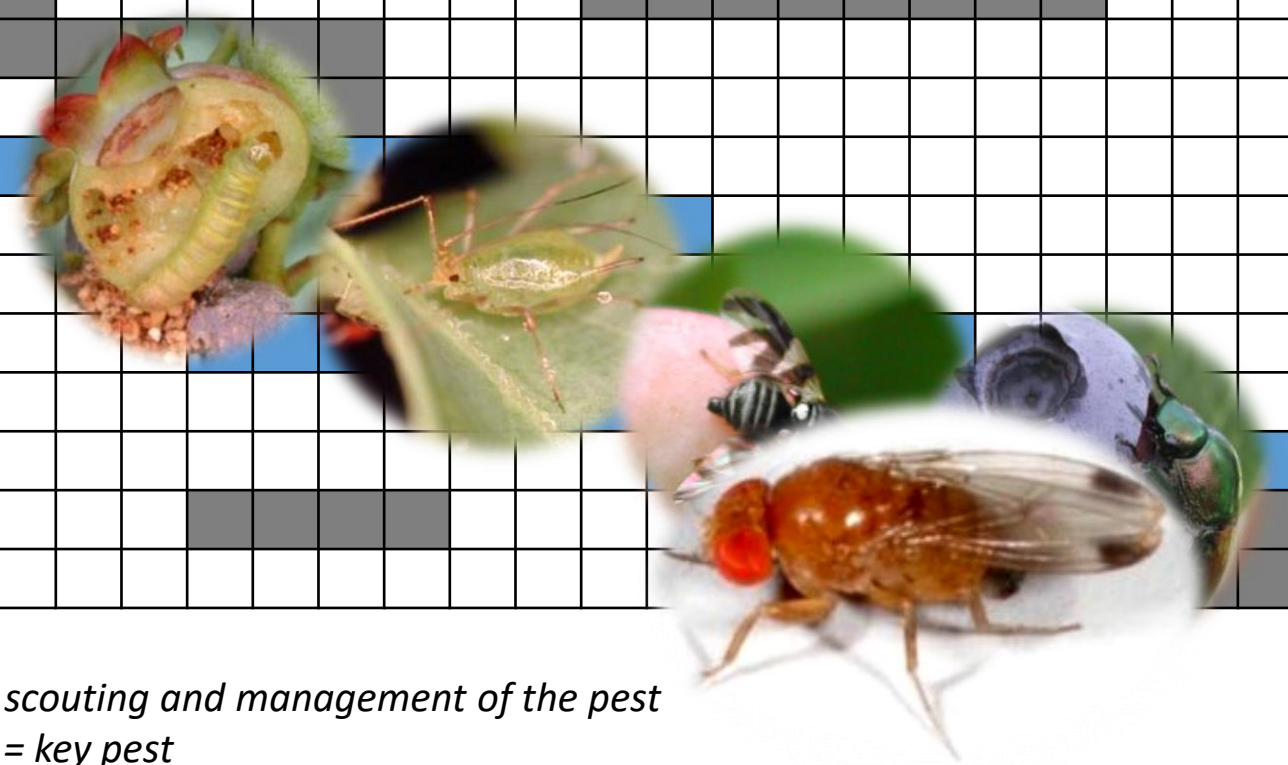 scouting and management of the pest
= key pest